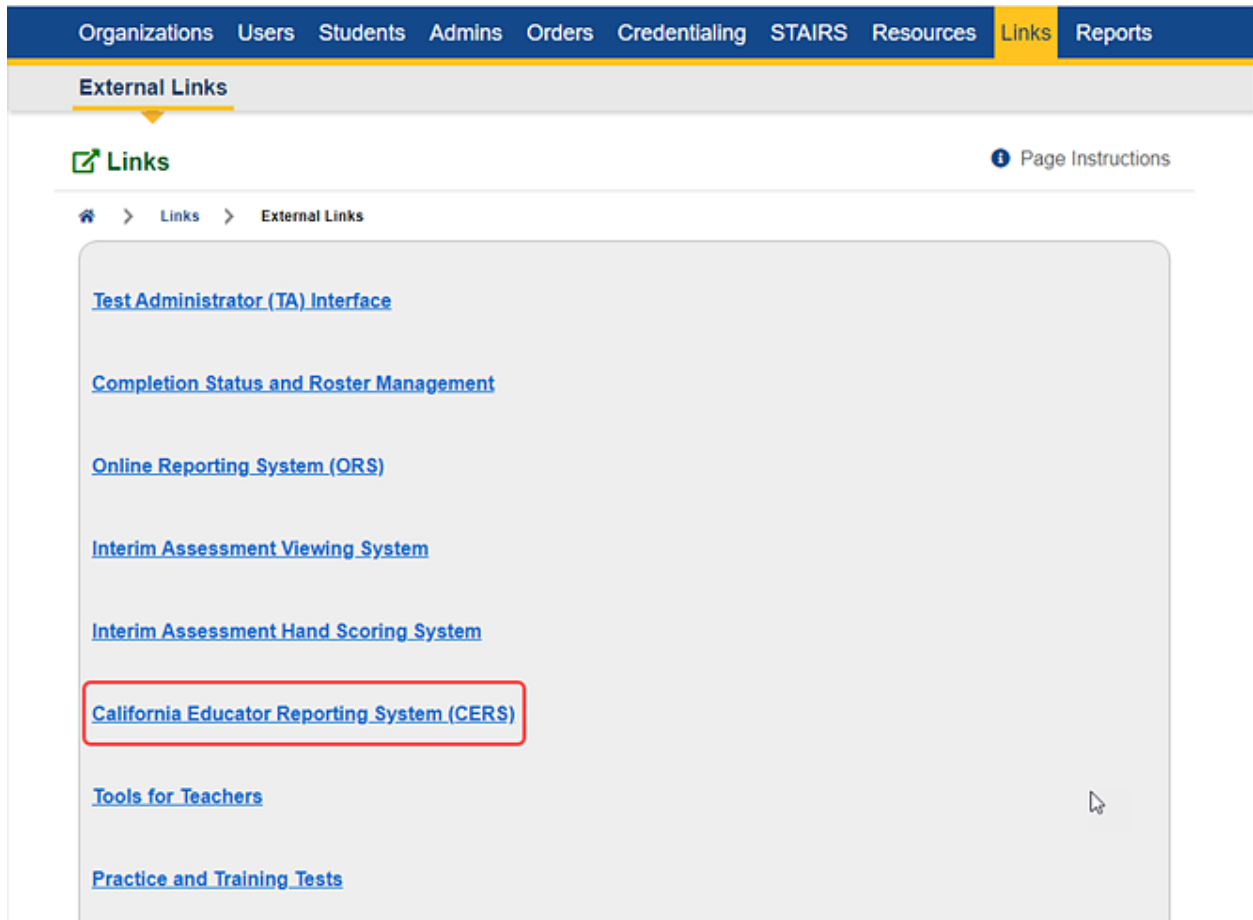 Organizations Users Students Admins Orders Credentialing STAIRS Resources Links Reports
External Links
Links
Page Instructions
Links > External Links
Test Administrator (TA) Interface
Completion Status and Roster Management
Online Reporting System (ORS)
Interim Assessment Viewing System
Interim Assessment Hand Scoring System
California Educator Reporting System (CERS)
Tools for Teachers
Practice and Training Tests